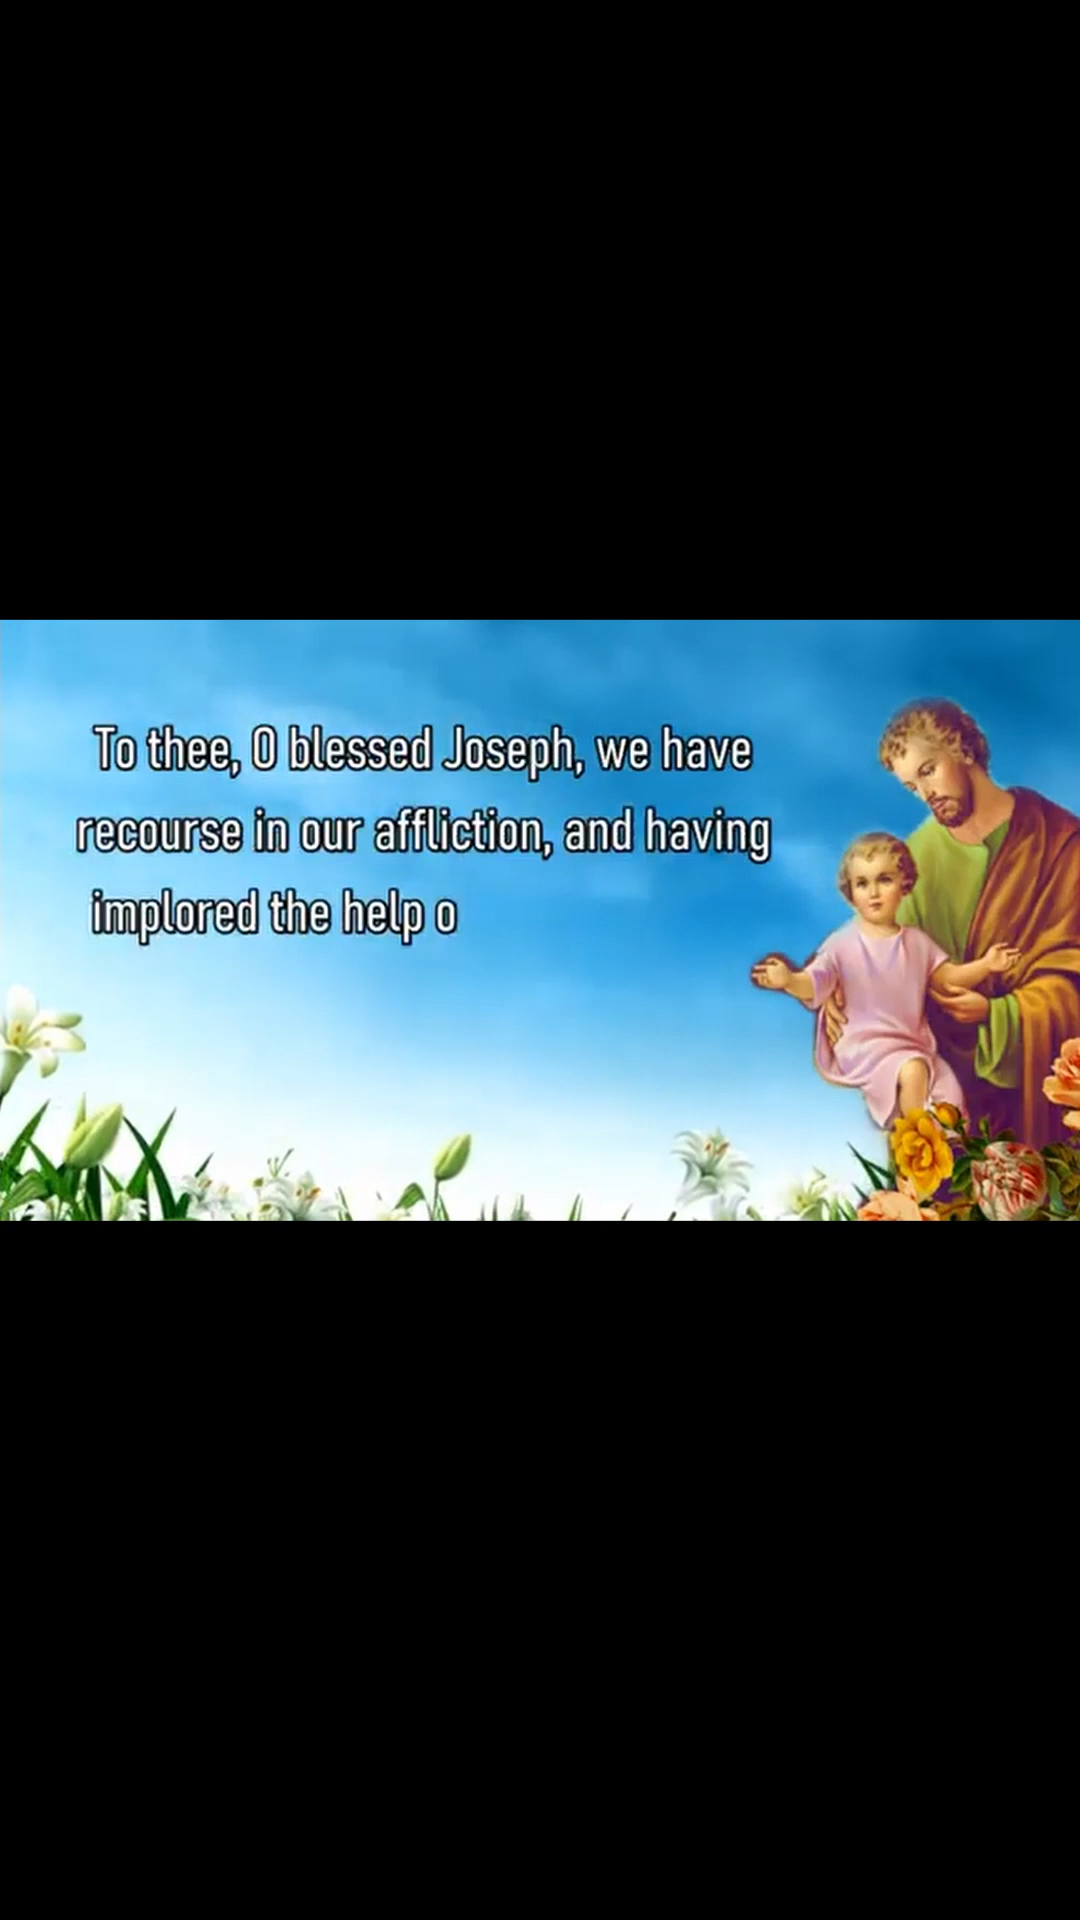 To thee, O blessed Joseph, we have
recourse in our affliction, and having
implored the help o